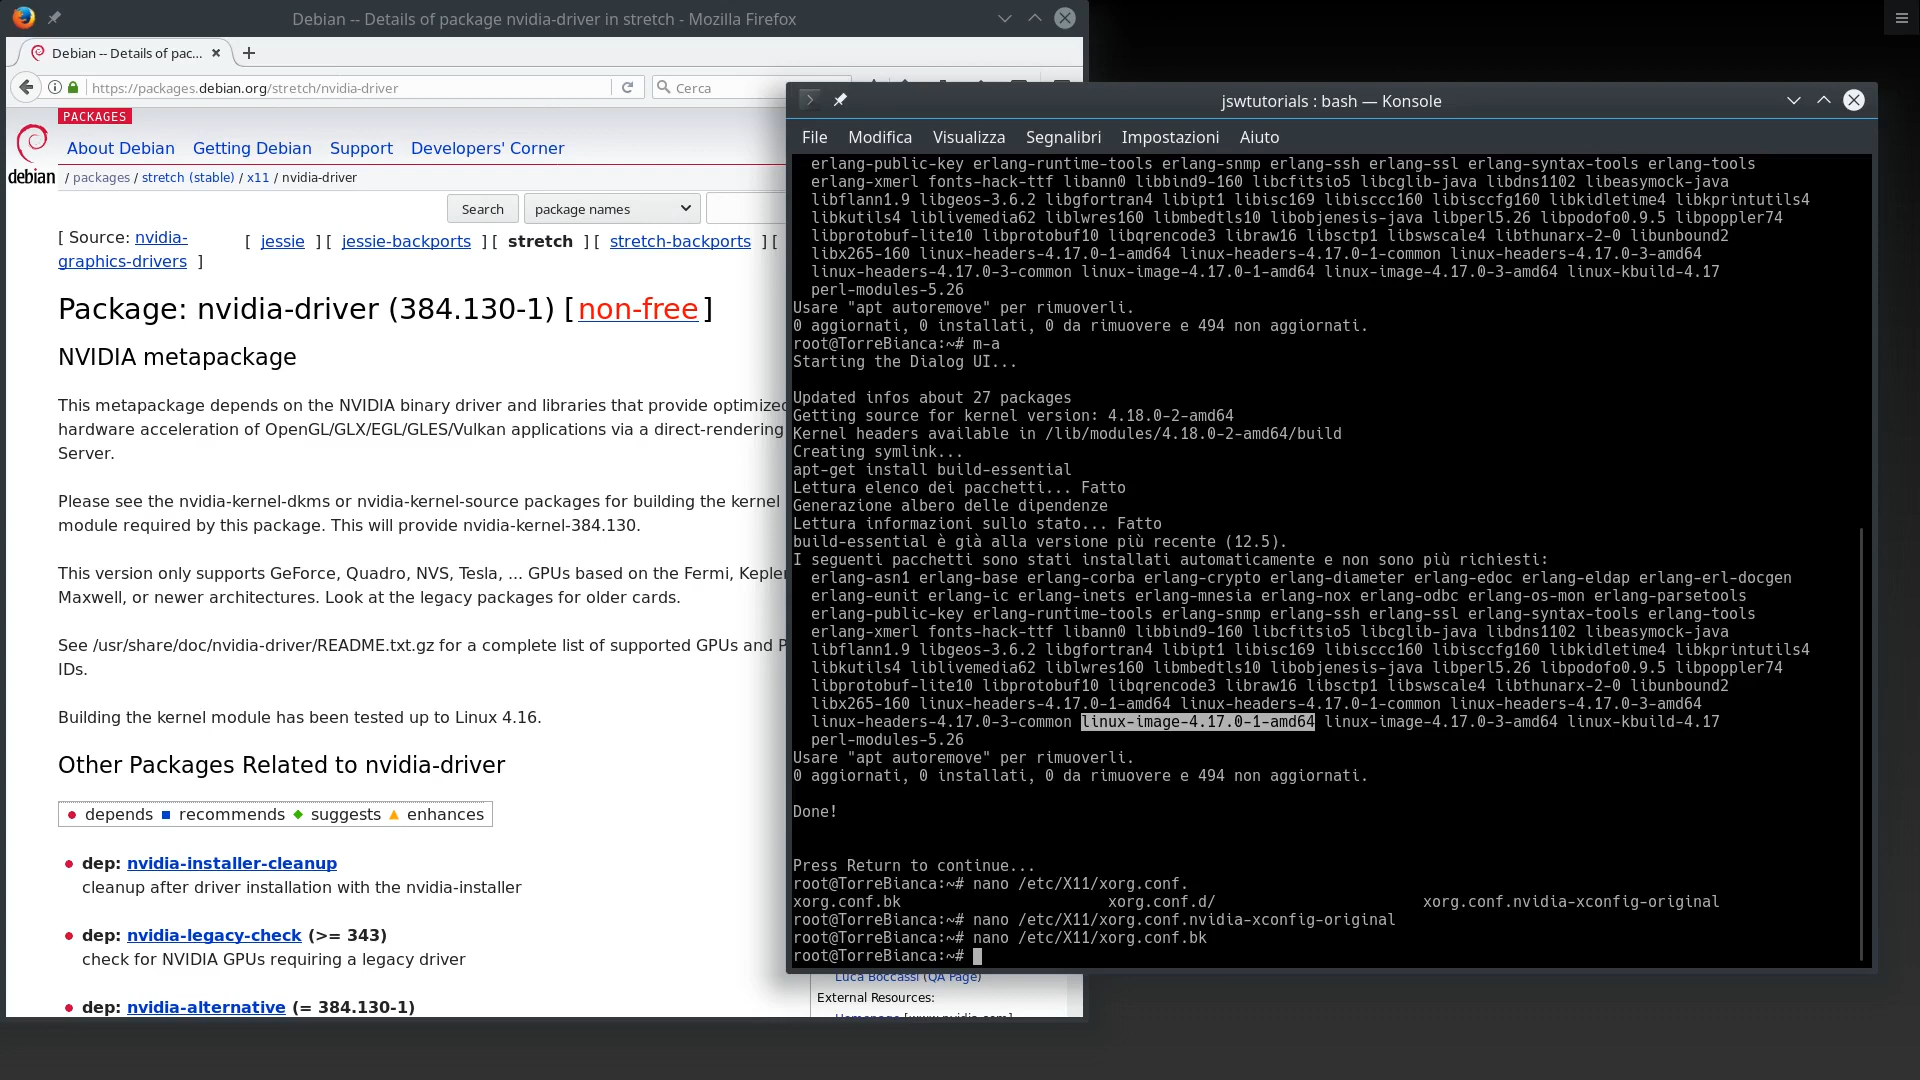 Debian -- Details of package nvidia-driver in stretch - Mozilla Firefox
Debian -- Details of pac...
https://packages.debian.org/stretch/nvidia-driver
Cerca
PACKAGES
About Debian Getting Debian Support Developers' Corner
debian
/ packages / stretch (stable) / x11 / nvidia-driver
Search
package names
[ Source: nvidia-graphics-drivers ]
[ jessie ] [ jessie-backports ] [ stretch ] [ stretch-backports ] [
Package: nvidia-driver (384.130-1) [non-free]
NVIDIA metapackage
This metapackage depends on the NVIDIA binary driver and libraries that provide optimized
hardware acceleration of OpenGL/GLX/EGL/GLES/Vulkan applications via a direct-rendering
Server.
Please see the nvidia-kernel-dkms or nvidia-kernel-source packages for building the kernel
module required by this package. This will provide nvidia-kernel-384.130.
This version only supports GeForce, Quadro, NVS, Tesla, ... GPUs based on the Fermi, Kepler
Maxwell, or newer architectures. Look at the legacy packages for older cards.
See /usr/share/doc/nvidia-driver/README.txt.gz for a complete list of supported GPUs and
IDs.
Building the kernel module has been tested up to Linux 4.16.
Other Packages Related to nvidia-driver
depends recommends suggests enhances
dep: nvidia-installer-cleanup
cleanup after driver installation with the nvidia-installer
dep: nvidia-legacy-check (>= 343)
check for NVIDIA GPUs requiring a legacy driver
dep: nvidia-alternative (= 384.130-1)
Luca Boccassi (QA Page)
External Resources:
Homepage [www.nvidia.com]
jswtutorials : bash — Konsole
File Modifica Visualizza Segnalibri Impostazioni Aiuto
erlang-public-key erlang-runtime-tools erlang-snmp erlang-ssh erlang-ssl erlang-syntax-tools erlang-tools
erlang-xmerl fonts-hack-ttf libann0 libbind9-160 libcfitsio5 libcglib-java libdns1102 libeasymock-java
libflann1.9 libgeos-3.6.2 libgfortran4 libipt1 libisc169 libisccc160 libisccfg160 libkidletime4 libkprintutils4
libkutils4 liblivemedia62 liblwres160 libmbedtls10 libobjenesis-java libperl5.26 libpodofo0.9.5 libpoppler74
libprotobuf-lite10 libprotobuf10 libqrencode3 libraw16 libsctp1 libswscale4 libthunarx-2-0 libunbound2
libx265-160 linux-headers-4.17.0-1-amd64 linux-headers-4.17.0-1-common linux-headers-4.17.0-3-amd64
linux-headers-4.17.0-3-common linux-image-4.17.0-1-amd64 linux-image-4.17.0-3-amd64 linux-kbuild-4.17
perl-modules-5.26
Usare "apt autoremove" per rimuoverli.
0 aggiornati, 0 installati, 0 da rimuovere e 494 non aggiornati.
root@TorreBianca:~# m-a
Starting the Dialog UI...
Updated infos about 27 packages
Getting source for kernel version: 4.18.0-2-amd64
Kernel headers available in /lib/modules/4.18.0-2-amd64/build
Creating symlink...
apt-get install build-essential
Lettura elenco dei pacchetti... Fatto
Generazione albero delle dipendenze
Lettura informazioni sullo stato... Fatto
build-essential è già alla versione più recente (12.5).
I seguenti pacchetti sono stati installati automaticamente e non sono più richiesti:
erlang-asn1 erlang-base erlang-corba erlang-crypto erlang-diameter erlang-edoc erlang-eldap erlang-erl-docgen
erlang-eunit erlang-ic erlang-inets erlang-mnesia erlang-nox erlang-odbc erlang-os-mon erlang-parsetools
erlang-public-key erlang-runtime-tools erlang-snmp erlang-ssh erlang-ssl erlang-syntax-tools erlang-tools
erlang-xmerl fonts-hack-ttf libann0 libbind9-160 libcfitsio5 libcglib-java libdns1102 libeasymock-java
libflann1.9 libgeos-3.6.2 libgfortran4 libipt1 libisc169 libisccc160 libisccfg160 libkidletime4 libkprintutils4
libkutils4 liblivemedia62 liblwres160 libmbedtls10 libobjenesis-java libperl5.26 libpodofo0.9.5 libpoppler74
libprotobuf-lite10 libprotobuf10 libqrencode3 libraw16 libsctp1 libswscale4 libthunarx-2-0 libunbound2
libx265-160 linux-headers-4.17.0-1-amd64 linux-headers-4.17.0-1-common linux-headers-4.17.0-3-amd64
linux-headers-4.17.0-3-common linux-image-4.17.0-1-amd64 linux-image-4.17.0-3-amd64 linux-kbuild-4.17
perl-modules-5.26
Usare "apt autoremove" per rimuoverli.
0 aggiornati, 0 installati, 0 da rimuovere e 494 non aggiornati.
Done!
Press Return to continue...
root@TorreBianca:~# nano /etc/X11/xorg.conf.
xorg.conf.bk xorg.conf.d/ xorg.conf.nvidia-xconfig-original
root@TorreBianca:~# nano /etc/X11/xorg.conf.nvidia-xconfig-original
root@TorreBianca:~# nano /etc/X11/xorg.conf.bk
root@TorreBianca:~#